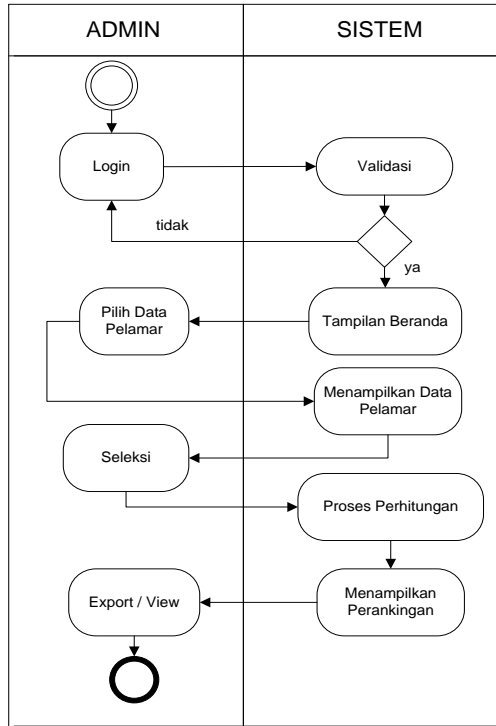 ADMIN
SISTEM
Login
Validasi
tidak
ya
Pilih Data
Pelamar
Tampilan Beranda
Menampilkan Data
Pelamar
Seleksi
Proses Perhitungan
Menampilkan
Perankingan
Export / View